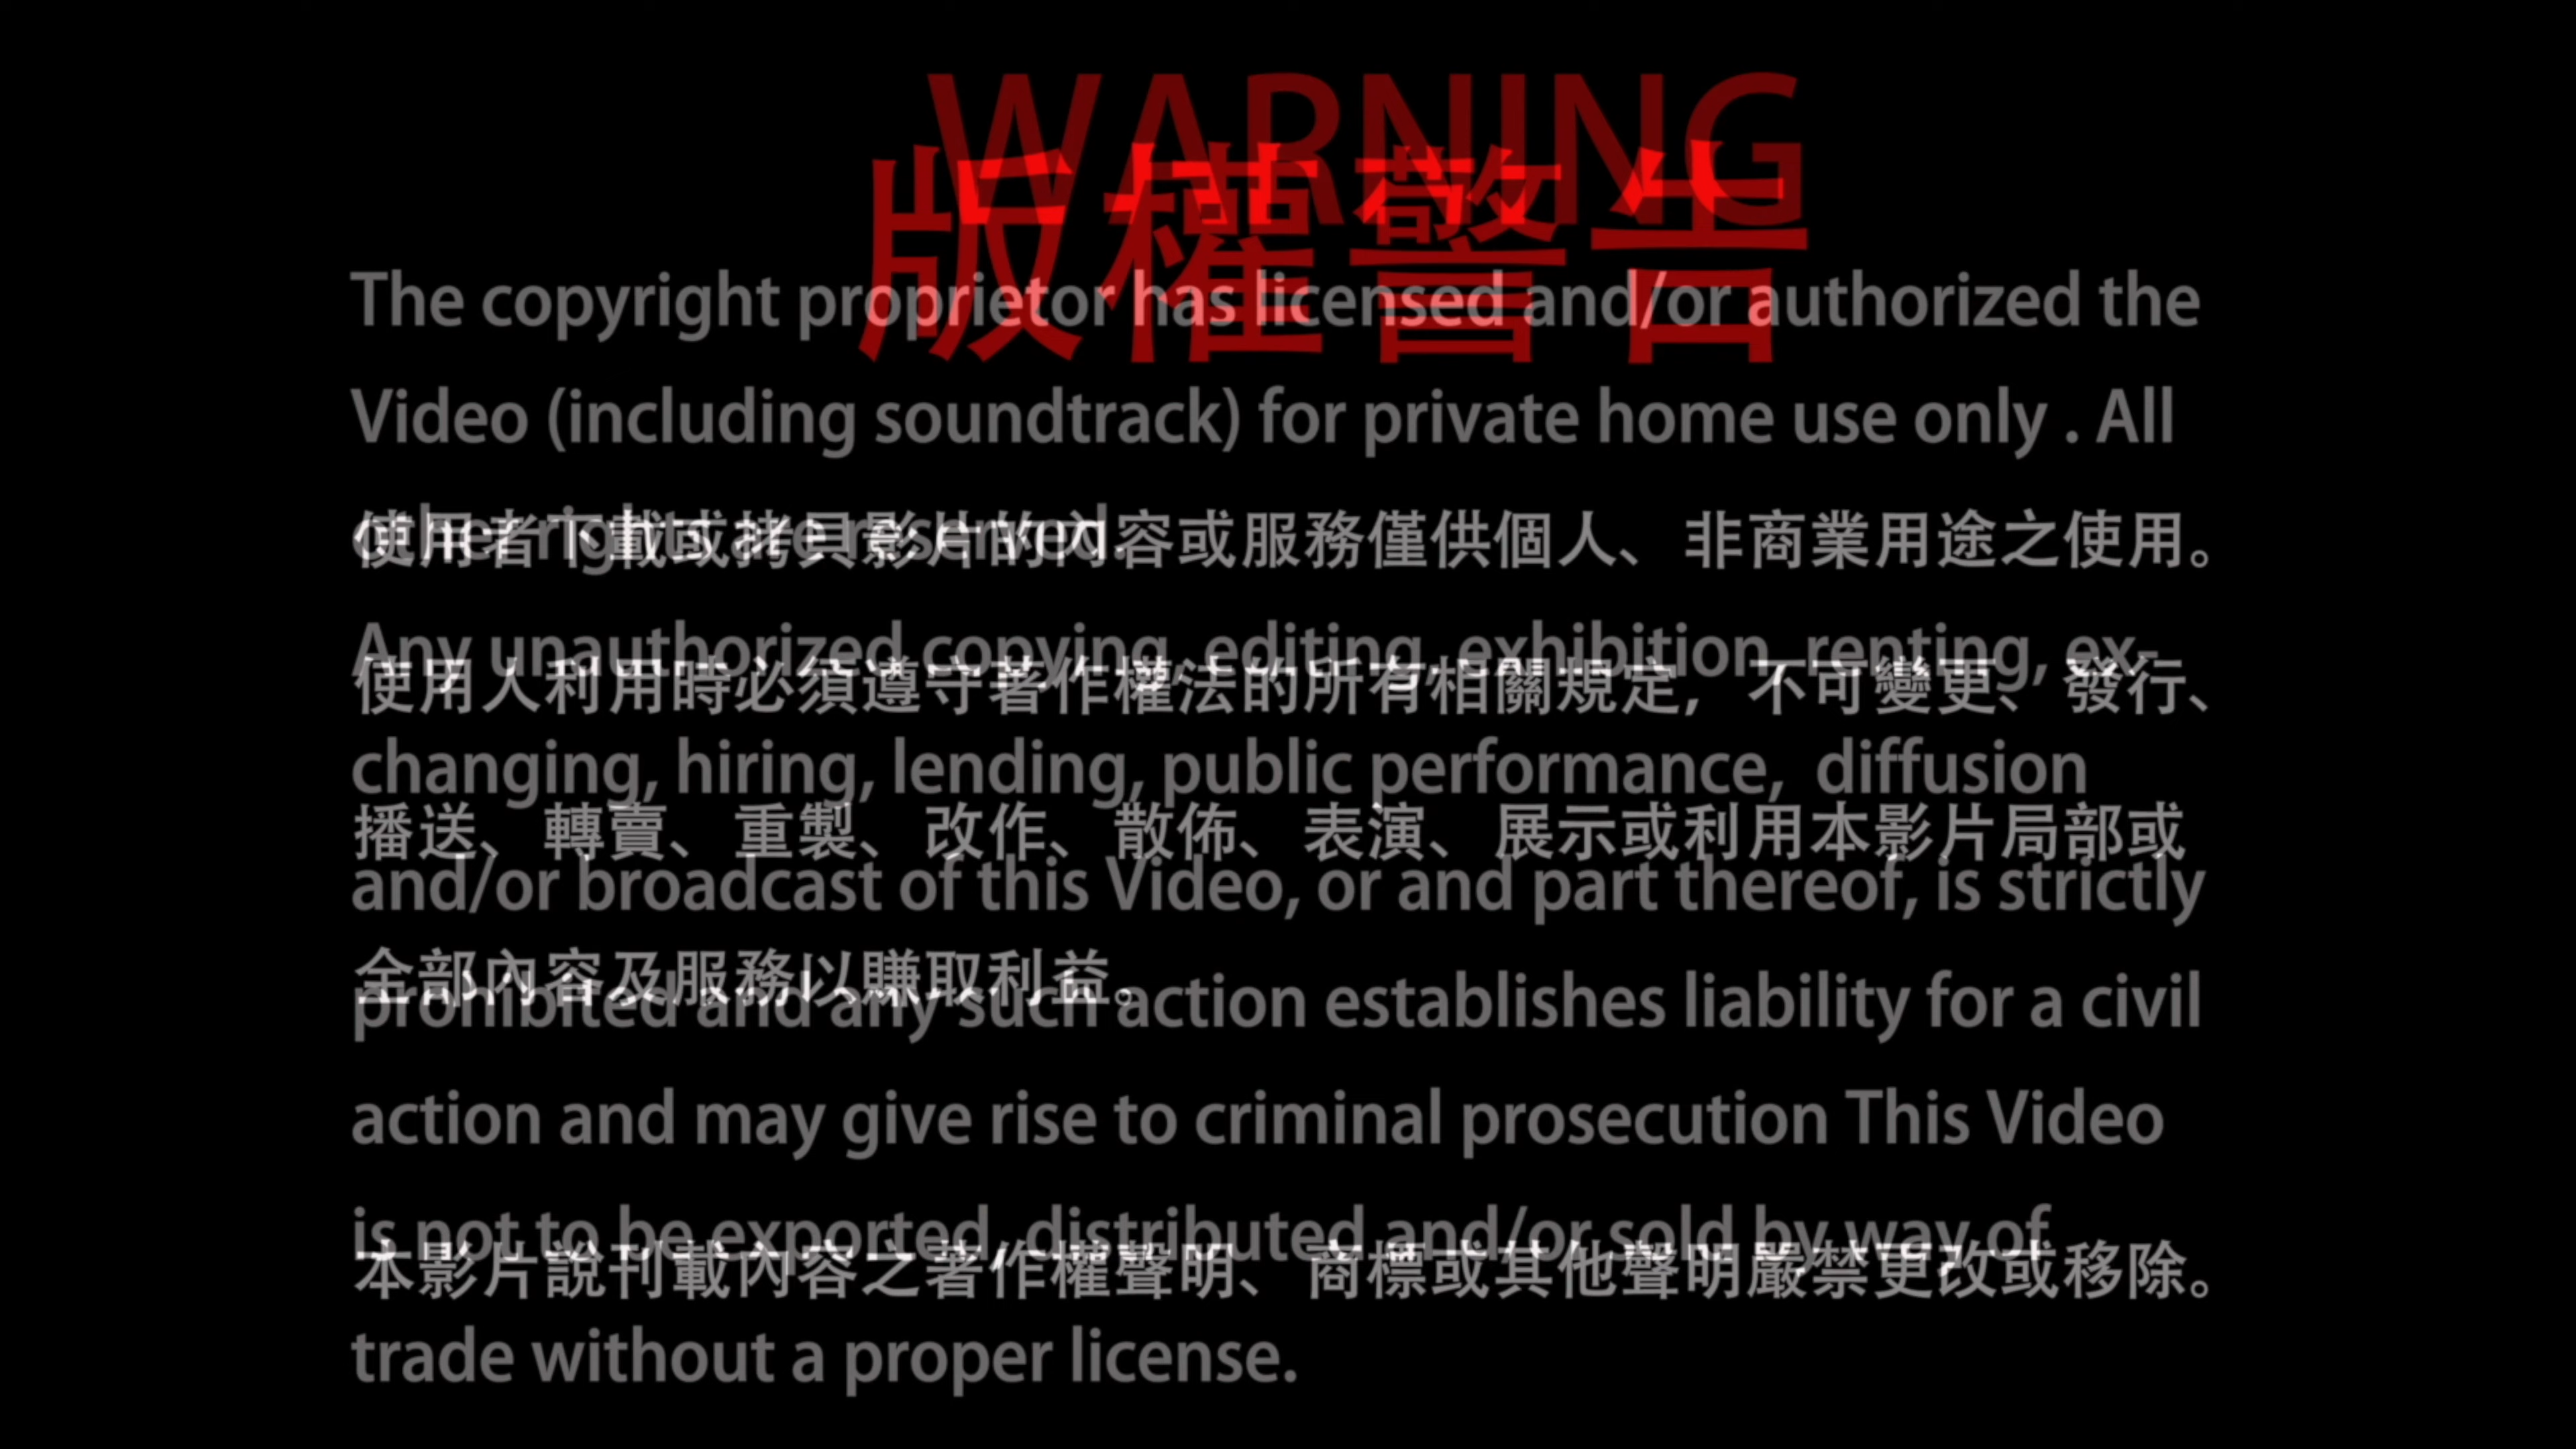 WARNING
版權警告
The copyright proprietor has licensed and/or authorized the
Video (including soundtrack) for private home use only . All
other rights are reserved.
使用者下載或拷貝影片的內容或服務僅供個人、非商業用途之使用。
Any unauthorized copying, editing, exhibition, renting, ex-
使用人利用時必須遵守著作權法的所有相關規定,不可變更、發行、
changing, hiring, lending, public performance, diffusion
播送、轉賣、重製、改作、散佈、表演、展示或利用本影片局部或
and/or broadcast of this Video, or and part thereof, is strictly
全部內容及服務以賺取利益。
prohibited and any such action establishes liability for a civil
action and may give rise to criminal prosecution This Video
is not to be exported, distributed and/or sold by way of
本影片說刊載內容之著作權聲明、商標或其他聲明嚴禁更改或移除。
trade without a proper license.